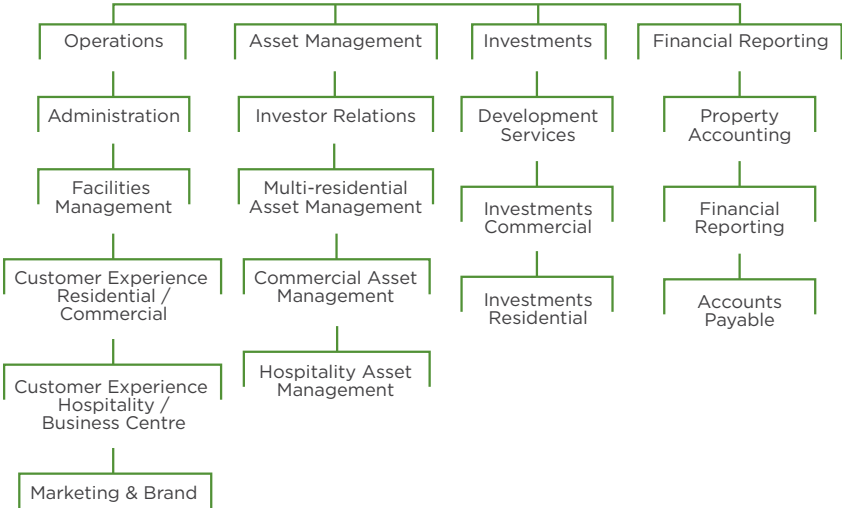 Operations
Administration
Facilities
Management
Customer Experience
Residential /
Commercial
Customer Experience
Hospitality /
Business Centre
Marketing & Brand
Asset Management
Investor Relations
Multi-residential
Asset Management
Commercial Asset
Management
Hospitality Asset
Management
Investments
Development
Services
Investments
Commercial
Investments
Residential
Financial Reporting
Property
Accounting
Financial
Reporting
Accounts
Payable